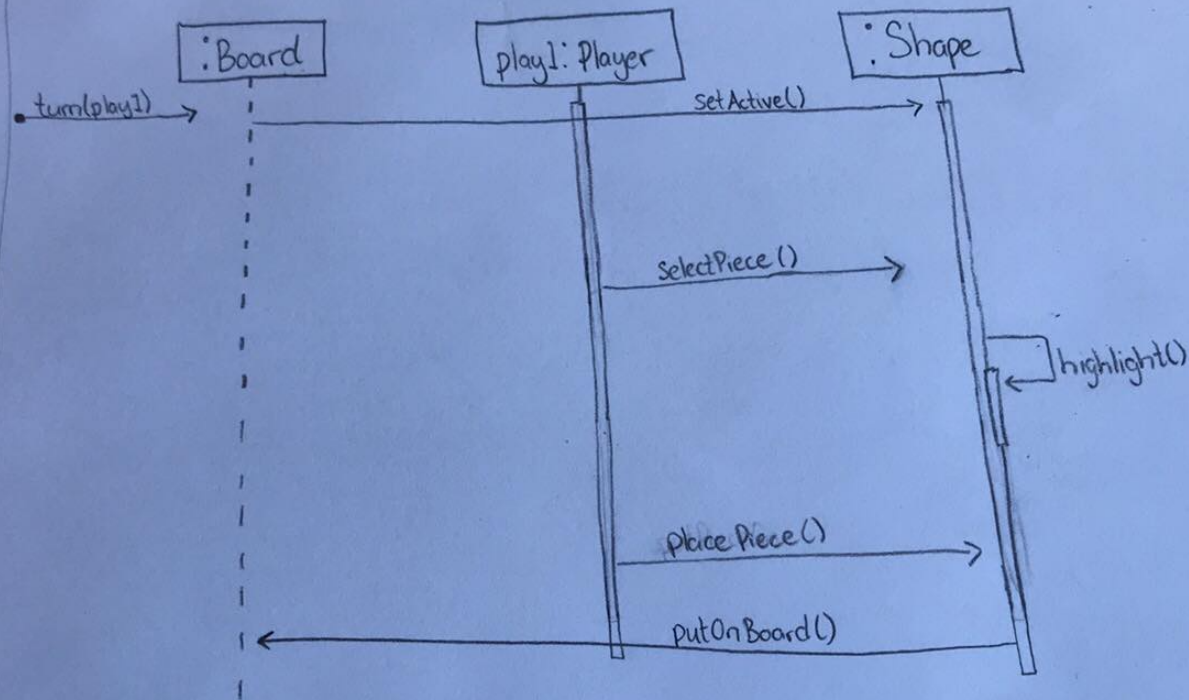 :Board
play1: Player
:Shape
turn(play1)
setActive()
selectPiece()
highlight()
placePiece()
putOnBoard()